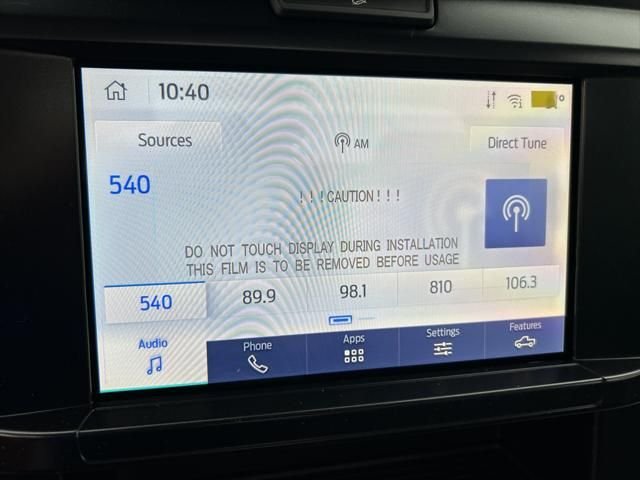 10:40
°
Sources
AM
Direct Tune
540
!!!CAUTION!!!
DO NOT TOUCH DISPLAY DURING INSTALLATION
THIS FILM IS TO BE REMOVED BEFORE USAGE
540 89.9 98.1 810 106.3
Audio Phone Apps Settings Features